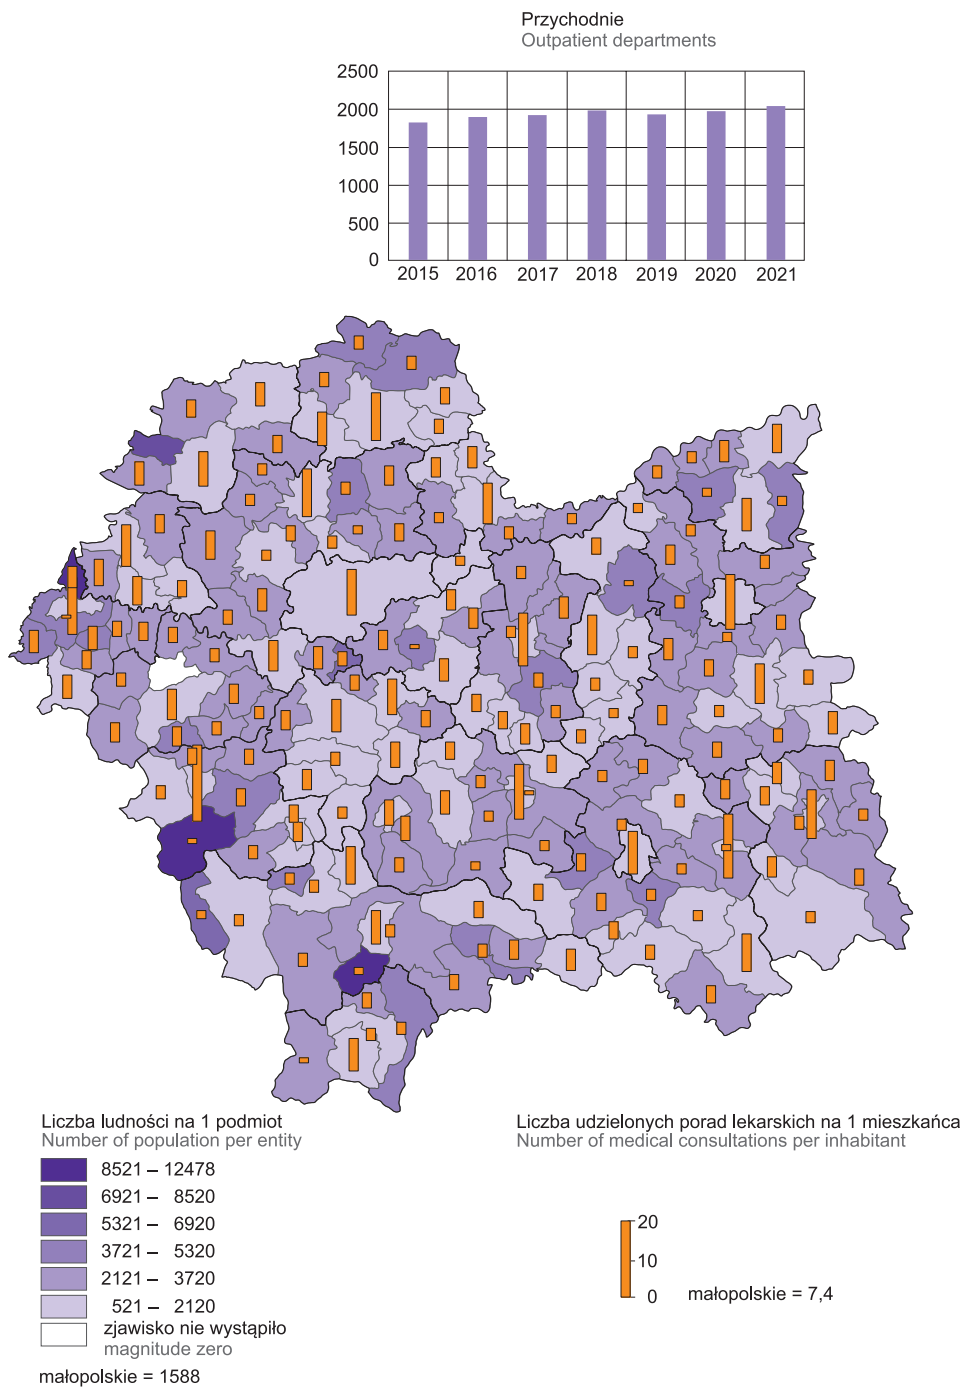 Przychodnie
Outpatient departments
2500
2000
1500
1000
500
0
2015 2016 2017 2018 2019 2020 2021
Liczba ludności na 1 podmiot
Number of population per entity
8521 – 12478
6921 – 8520
5321 – 6920
3721 – 5320
2121 – 3720
521 – 2120
zjawisko nie wystąpiło
magnitude zero
małopolskie = 1588
Liczba udzielonych porad lekarskich na 1 mieszkańca
Number of medical consultations per inhabitant
20
10
0
małopolskie = 7,4